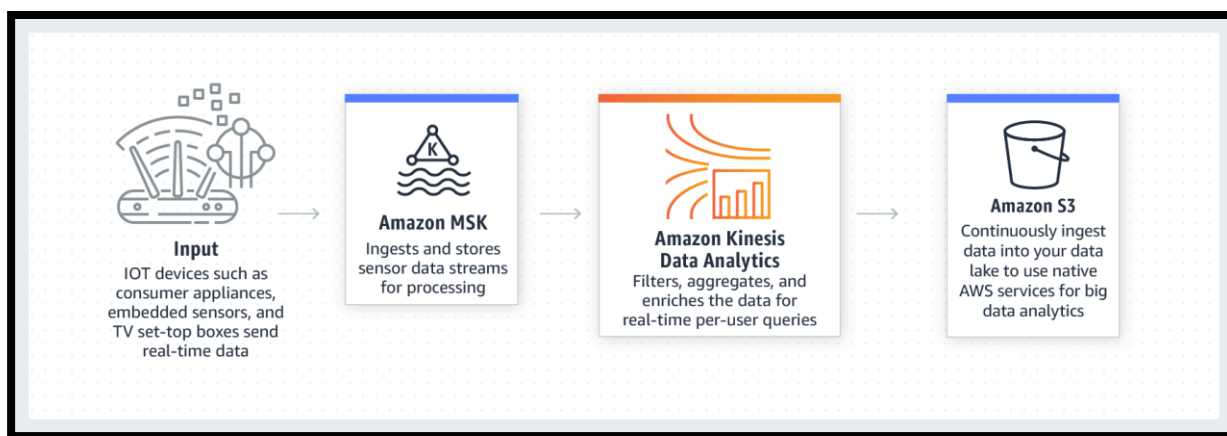 Input
IOT devices such as
consumer appliances,
embedded sensors, and
TV set-top boxes send
real-time data
K
Amazon MSK
Ingests and stores
sensor data streams
for processing
Amazon Kinesis
Data Analytics
Filters, aggregates, and
enriches the data for
real-time per-user queries
Amazon S3
Continuously ingest
data into your data
lake to use native
AWS services for big
data analytics